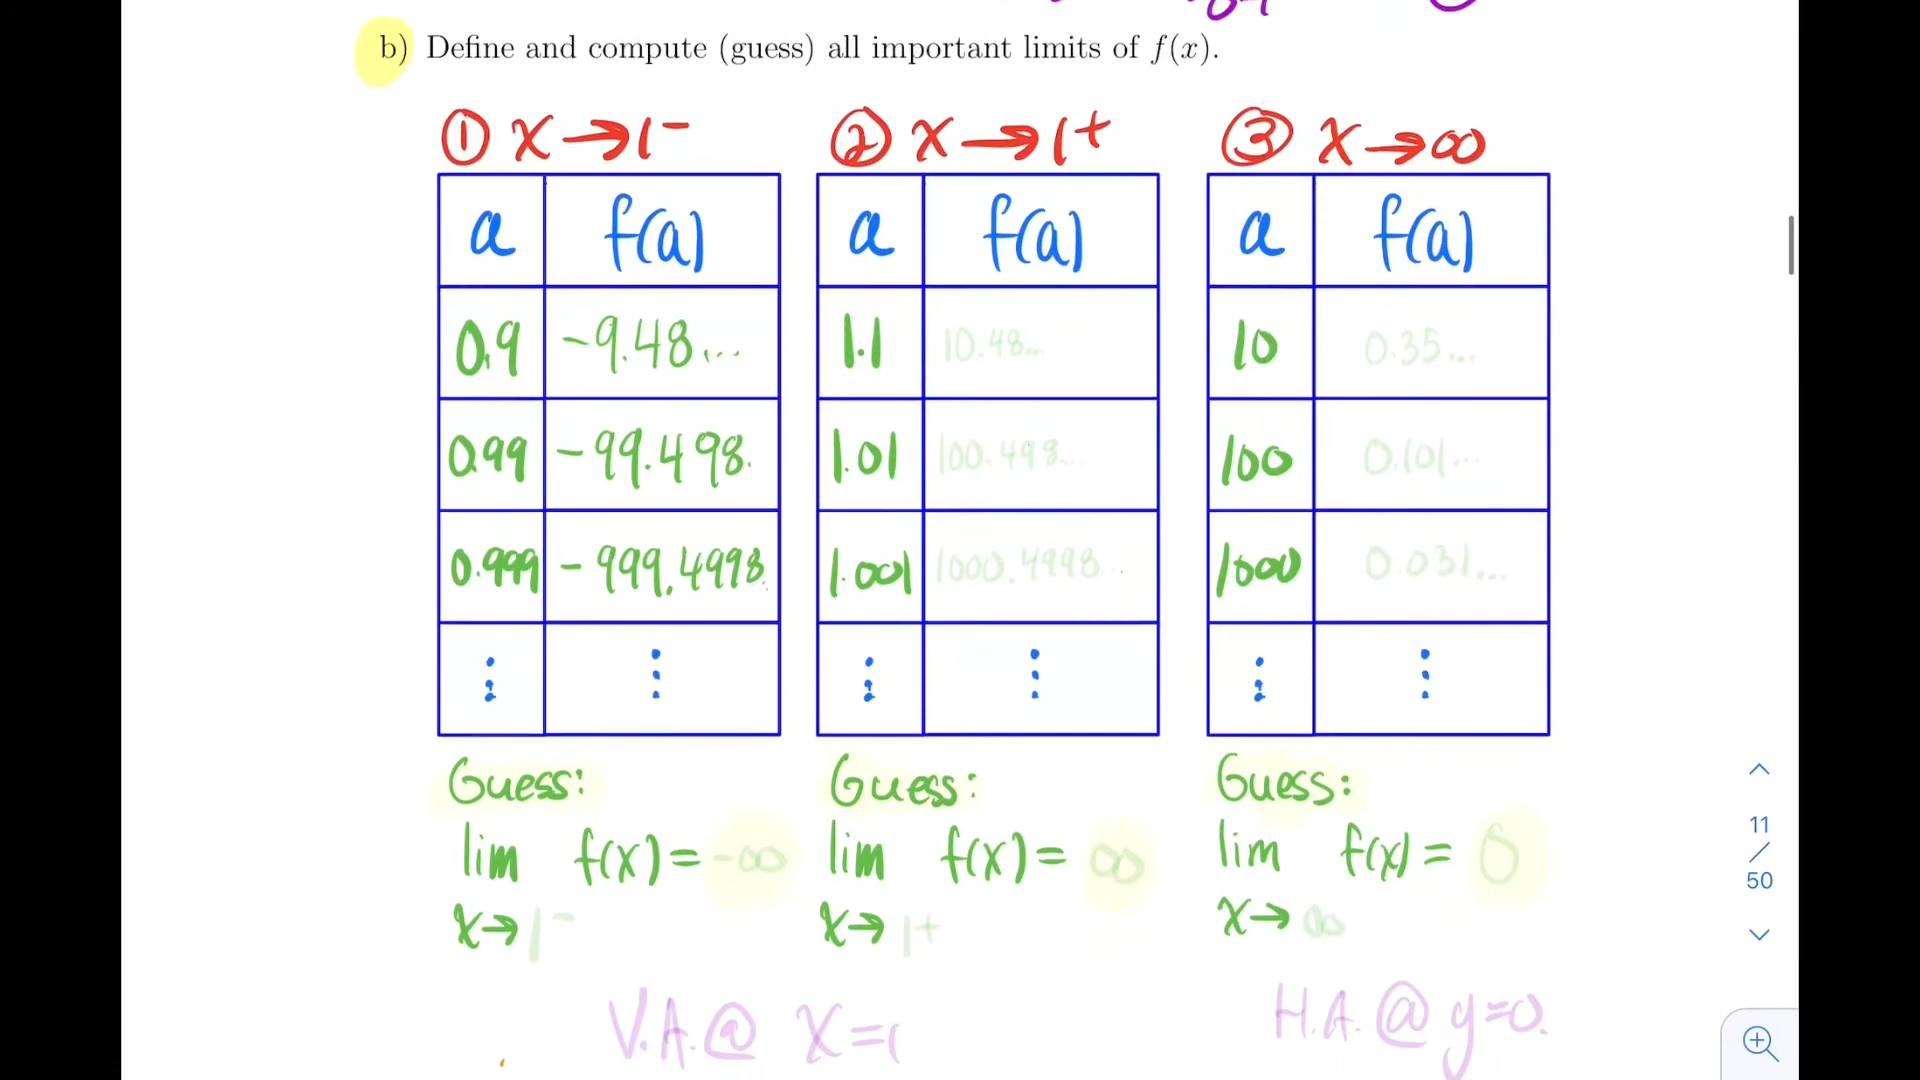 b) Define and compute (guess) all important limits of f(x).
① x→1⁻ ② x→1+ ③ x→∞
a f(a) a f(a) a f(a)
0.9 -9.48... 1.1 10.48... 10 0.35...
0.99 -99.498. 1.01 100.498... 100 0.101...
0.999 -999.4998. 1.001 1000.4998.. 1000 0.031...
⋮ ⋮ ⋮ ⋮ ⋮ ⋮
Guess: Guess: Guess:
lim f(x)= -∞ lim f(x)= ∞ lim f(x) = 0
x→1⁻ x→1+ x→∞
V.A.@ x=1 H.A.@ y=0.
11
/
50